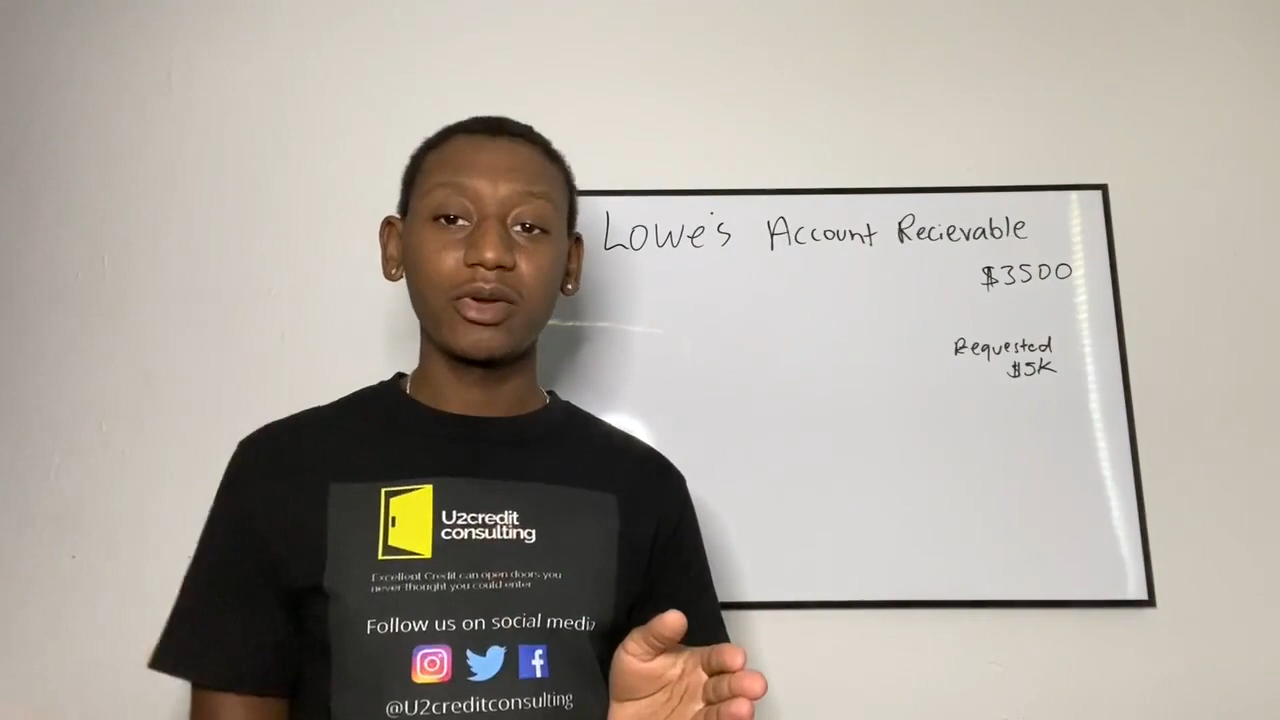 Lowe's Account Recievable
$3500
Requested
$5K
U2credit
consulting
Excellent Credit can open doors you
never thought you could enter
Follow us on social media
@U2creditconsulting